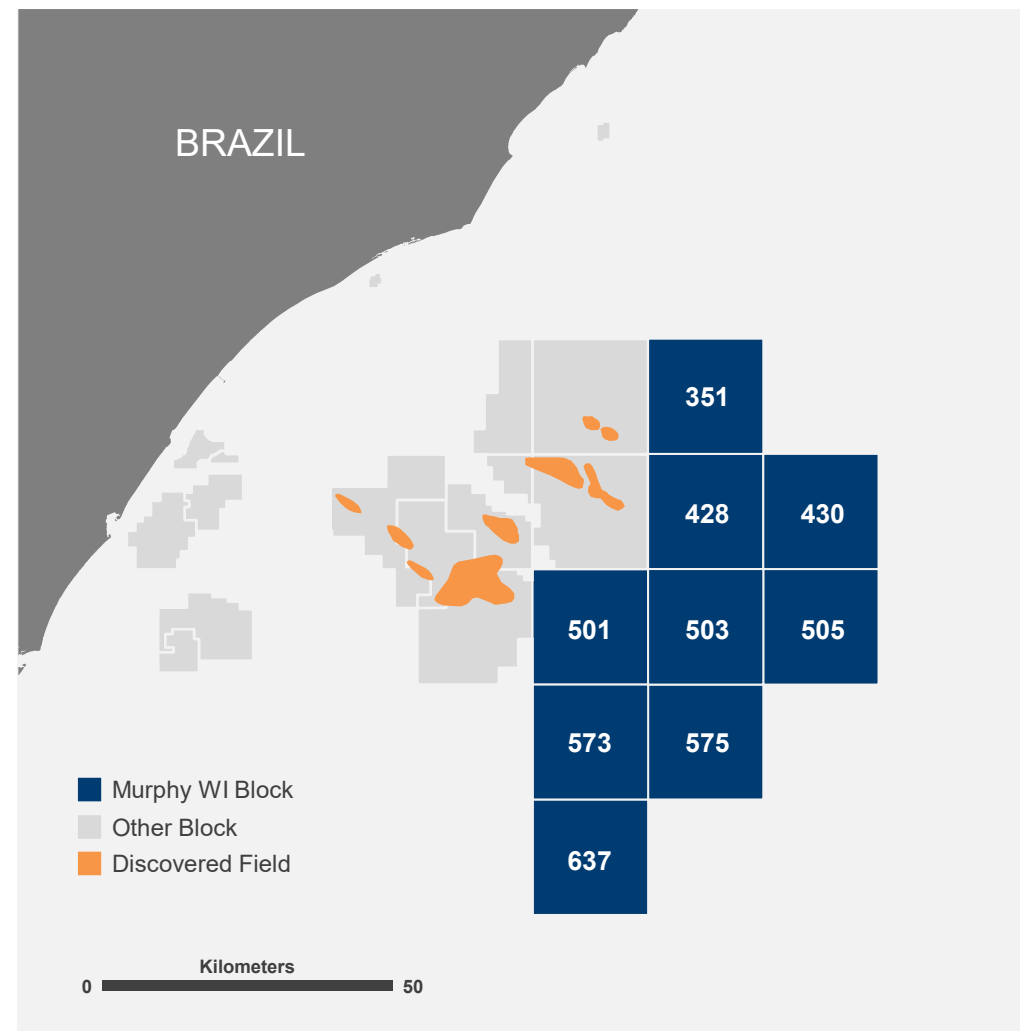 BRAZIL
351
428 430
501 503 505
573 575
Murphy WI Block
Other Block
Discovered Field
637
Kilometers
0 50